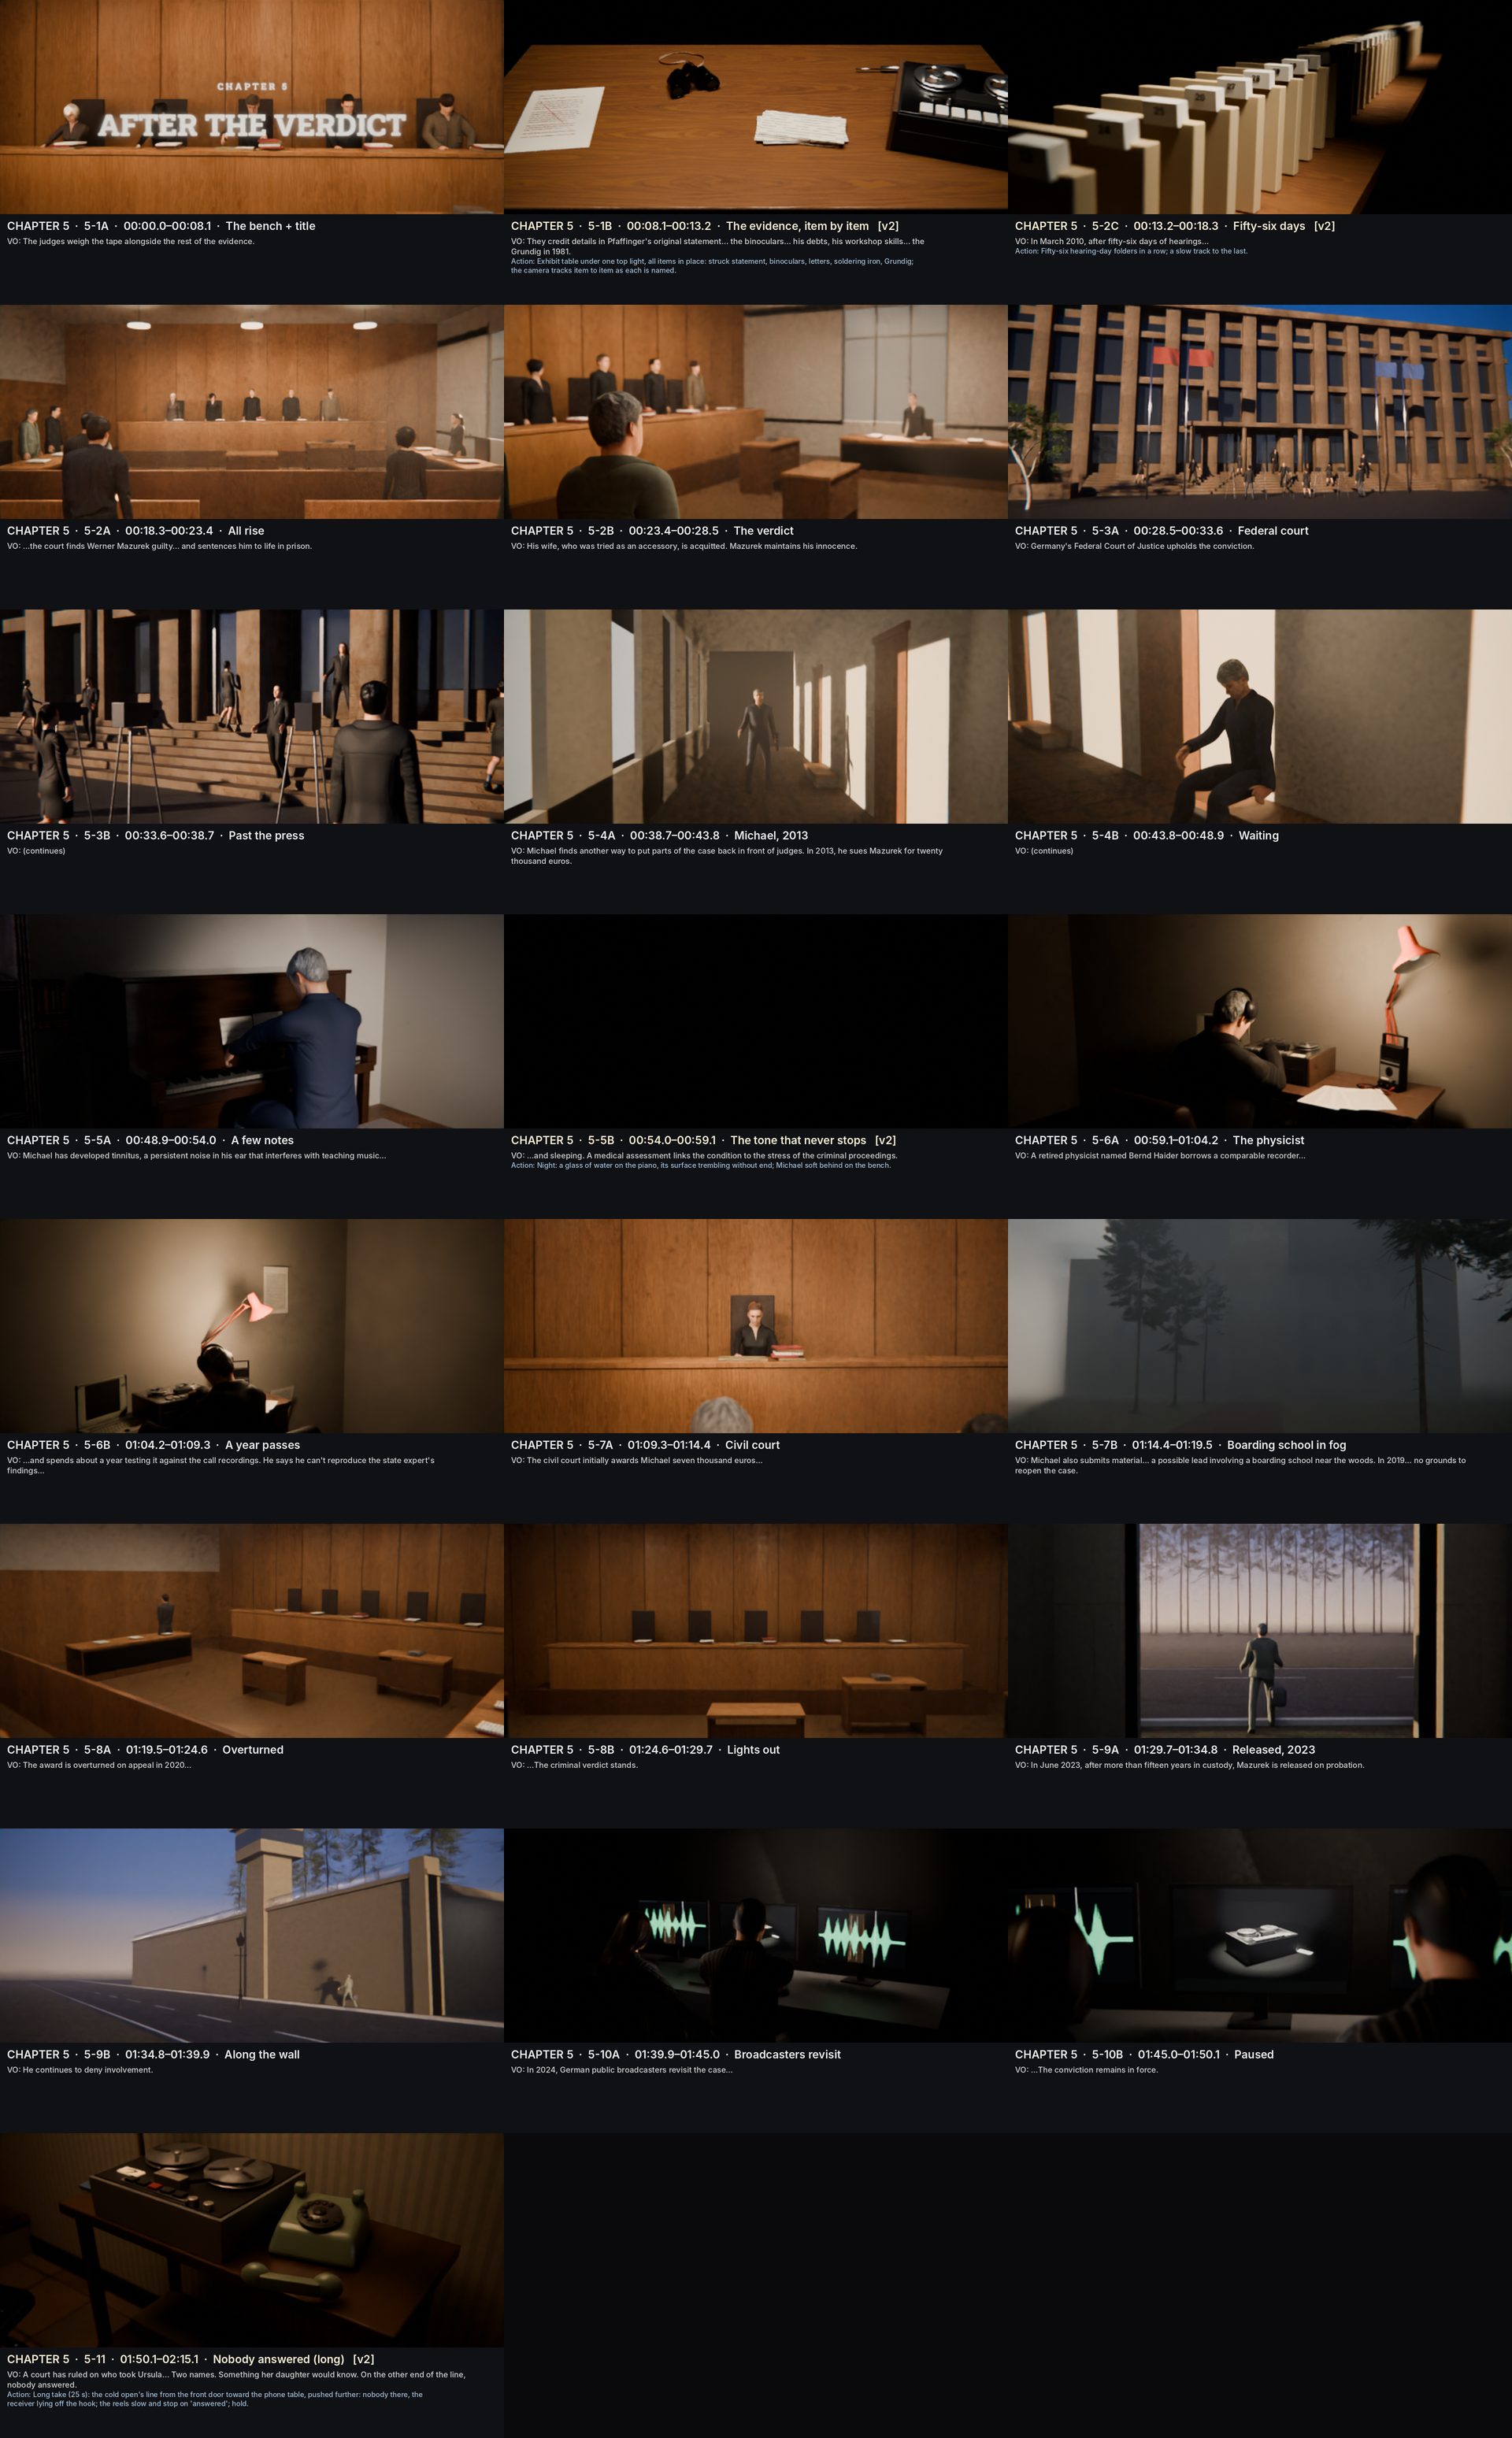 CHAPTER 5
AFTER THE VERDICT
24
25
26
27
CHAPTER 5 · 5-1A · 00:00.0–00:08.1 · The bench + title
VO: The judges weigh the tape alongside the rest of the evidence.
CHAPTER 5 · 5-1B · 00:08.1–00:13.2 · The evidence, item by item [v2]
VO: They credit details in Pfaffinger's original statement... the binoculars... his debts, his workshop skills... the
Grundig in 1981.
Action: Exhibit table under one top light, all items in place: struck statement, binoculars, letters, soldering iron, Grundig;
the camera tracks item to item as each is named.
CHAPTER 5 · 5-2C · 00:13.2–00:18.3 · Fifty-six days [v2]
VO: In March 2010, after fifty-six days of hearings...
Action: Fifty-six hearing-day folders in a row; a slow track to the last.
CHAPTER 5 · 5-2A · 00:18.3–00:23.4 · All rise
VO: ...the court finds Werner Mazurek guilty... and sentences him to life in prison.
CHAPTER 5 · 5-2B · 00:23.4–00:28.5 · The verdict
VO: His wife, who was tried as an accessory, is acquitted. Mazurek maintains his innocence.
CHAPTER 5 · 5-3A · 00:28.5–00:33.6 · Federal court
VO: Germany's Federal Court of Justice upholds the conviction.
CHAPTER 5 · 5-3B · 00:33.6–00:38.7 · Past the press
VO: (continues)
CHAPTER 5 · 5-4A · 00:38.7–00:43.8 · Michael, 2013
VO: Michael finds another way to put parts of the case back in front of judges. In 2013, he sues Mazurek for twenty
thousand euros.
CHAPTER 5 · 5-4B · 00:43.8–00:48.9 · Waiting
VO: (continues)
CHAPTER 5 · 5-5A · 00:48.9–00:54.0 · A few notes
VO: Michael has developed tinnitus, a persistent noise in his ear that interferes with teaching music...
CHAPTER 5 · 5-5B · 00:54.0–00:59.1 · The tone that never stops [v2]
VO: ...and sleeping. A medical assessment links the condition to the stress of the criminal proceedings.
Action: Night: a glass of water on the piano, its surface trembling without end; Michael soft behind on the bench.
CHAPTER 5 · 5-6A · 00:59.1–01:04.2 · The physicist
VO: A retired physicist named Bernd Haider borrows a comparable recorder...
CHAPTER 5 · 5-6B · 01:04.2–01:09.3 · A year passes
VO: ...and spends about a year testing it against the call recordings. He says he can't reproduce the state expert's
findings...
CHAPTER 5 · 5-7A · 01:09.3–01:14.4 · Civil court
VO: The civil court initially awards Michael seven thousand euros...
CHAPTER 5 · 5-7B · 01:14.4–01:19.5 · Boarding school in fog
VO: Michael also submits material... a possible lead involving a boarding school near the woods. In 2019... no grounds to
reopen the case.
CHAPTER 5 · 5-8A · 01:19.5–01:24.6 · Overturned
VO: The award is overturned on appeal in 2020...
CHAPTER 5 · 5-8B · 01:24.6–01:29.7 · Lights out
VO: ...The criminal verdict stands.
CHAPTER 5 · 5-9A · 01:29.7–01:34.8 · Released, 2023
VO: In June 2023, after more than fifteen years in custody, Mazurek is released on probation.
CHAPTER 5 · 5-9B · 01:34.8–01:39.9 · Along the wall
VO: He continues to deny involvement.
CHAPTER 5 · 5-10A · 01:39.9–01:45.0 · Broadcasters revisit
VO: In 2024, German public broadcasters revisit the case...
CHAPTER 5 · 5-10B · 01:45.0–01:50.1 · Paused
VO: ...The conviction remains in force.
CHAPTER 5 · 5-11 · 01:50.1–02:15.1 · Nobody answered (long) [v2]
VO: A court has ruled on who took Ursula... Two names. Something her daughter would know. On the other end of the line,
nobody answered.
Action: Long take (25 s): the cold open's line from the front door toward the phone table, pushed further: nobody there, the
receiver lying off the hook; the reels slow and stop on 'answered'; hold.